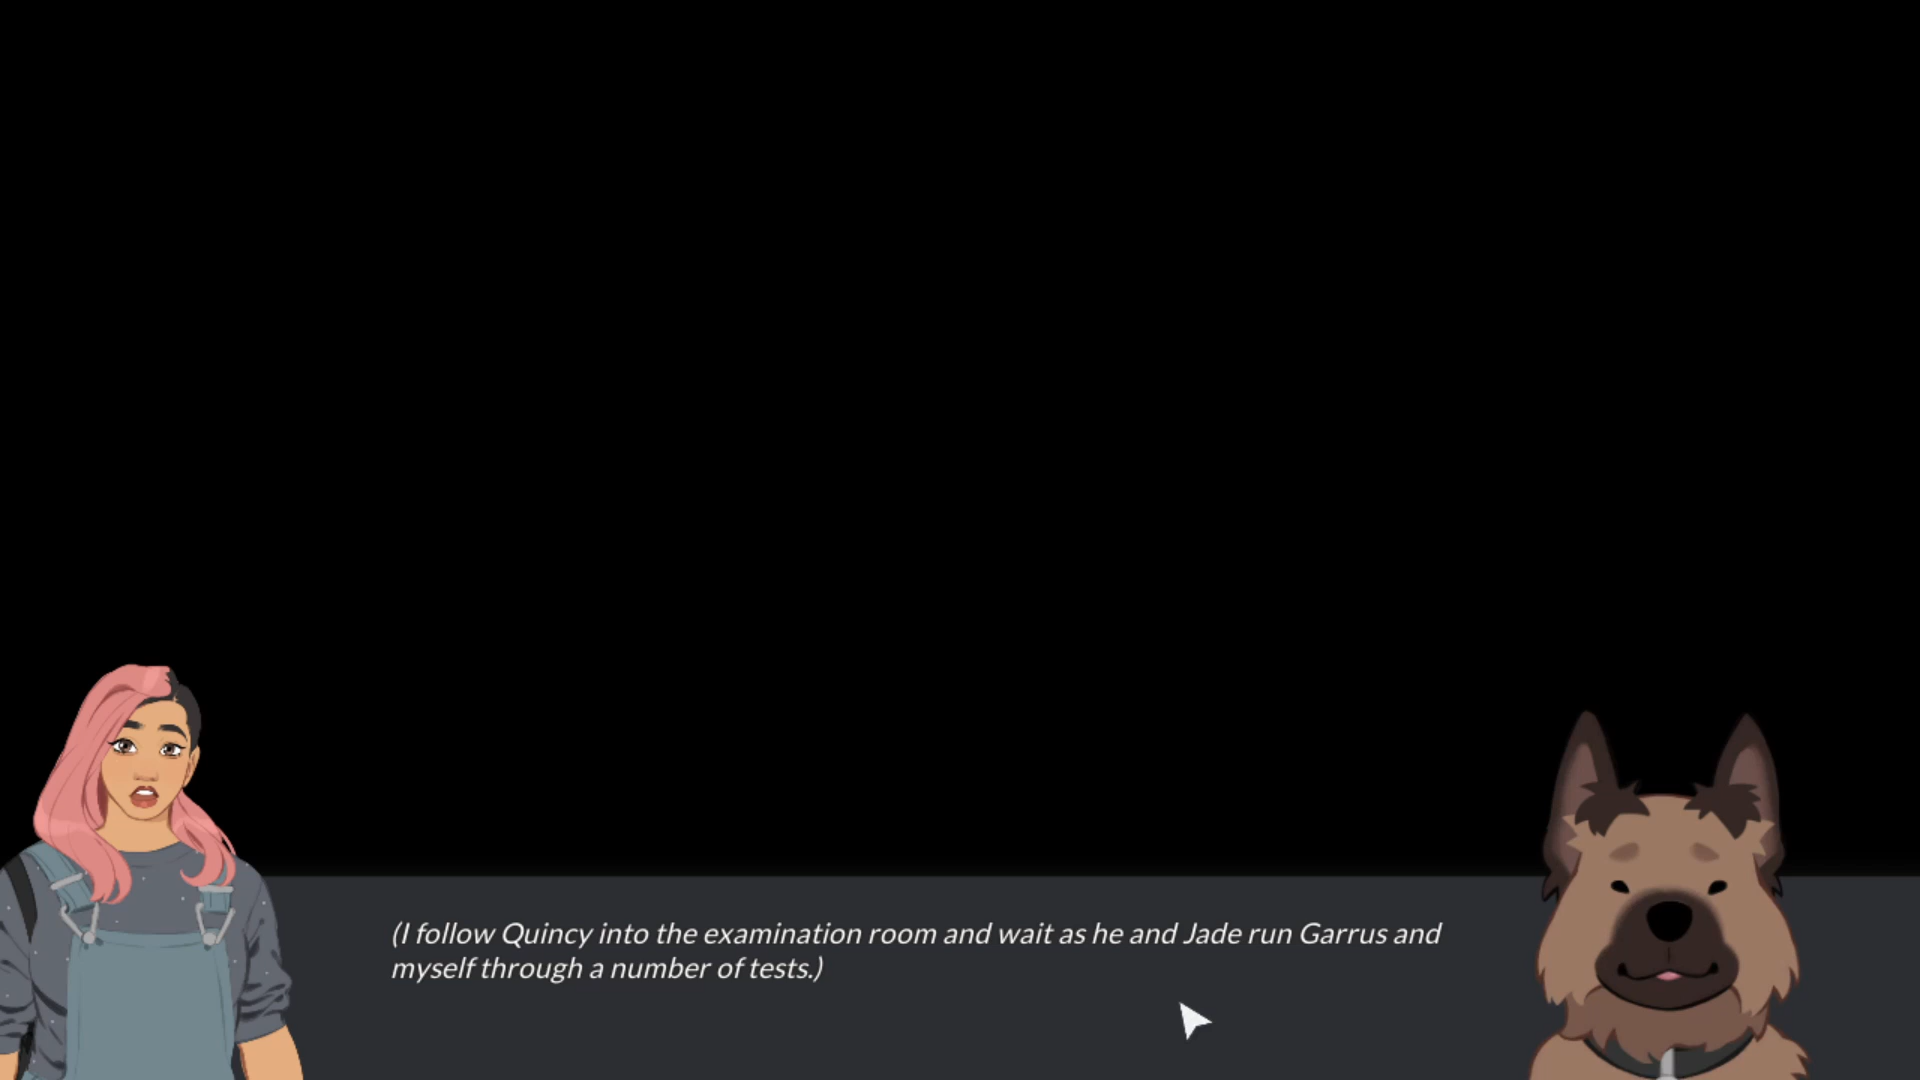 (I follow Quincy into the examination room and wait as he and Jade run Garrus and
myself through a number of tests.)